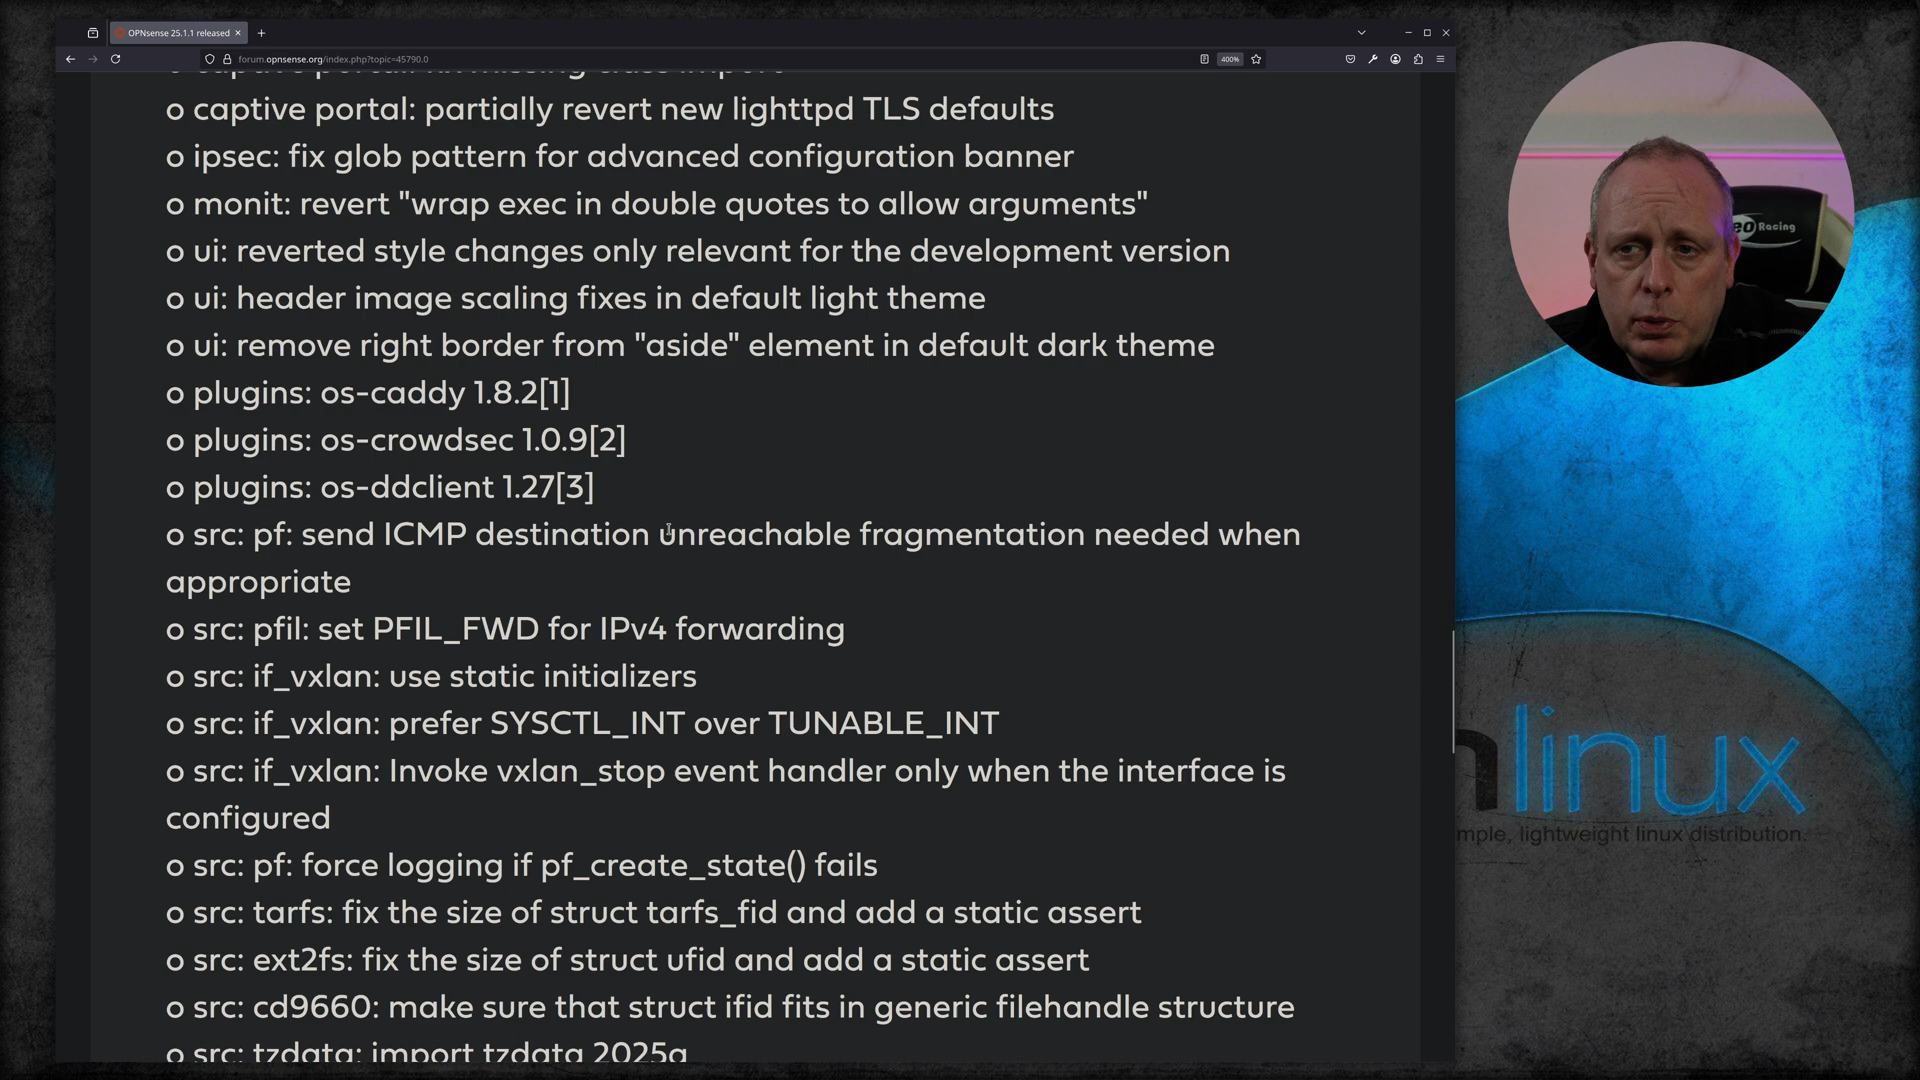 OPNsense 25.1.1 released
forum.opnsense.org/index.php?topic=45790.0
400%
o captive portal: partially revert new lighttpd TLS defaults
o ipsec: fix glob pattern for advanced configuration banner
o monit: revert "wrap exec in double quotes to allow arguments"
o ui: reverted style changes only relevant for the development version
o ui: header image scaling fixes in default light theme
o ui: remove right border from "aside" element in default dark theme
o plugins: os-caddy 1.8.2[1]
o plugins: os-crowdsec 1.0.9[2]
o plugins: os-ddclient 1.27[3]
o src: pf: send ICMP destination unreachable fragmentation needed when
appropriate
o src: pfil: set PFIL_FWD for IPv4 forwarding
o src: if_vxlan: use static initializers
o src: if_vxlan: prefer SYSCTL_INT over TUNABLE_INT
o src: if_vxlan: Invoke vxlan_stop event handler only when the interface is
configured
o src: pf: force logging if pf_create_state() fails
o src: tarfs: fix the size of struct tarfs_fid and add a static assert
o src: ext2fs: fix the size of struct ufid and add a static assert
o src: cd9660: make sure that struct ifid fits in generic filehandle structure
o src: tzdata: import tzdata 2025a
Racing
linux
mple, lightweight linux distribution.